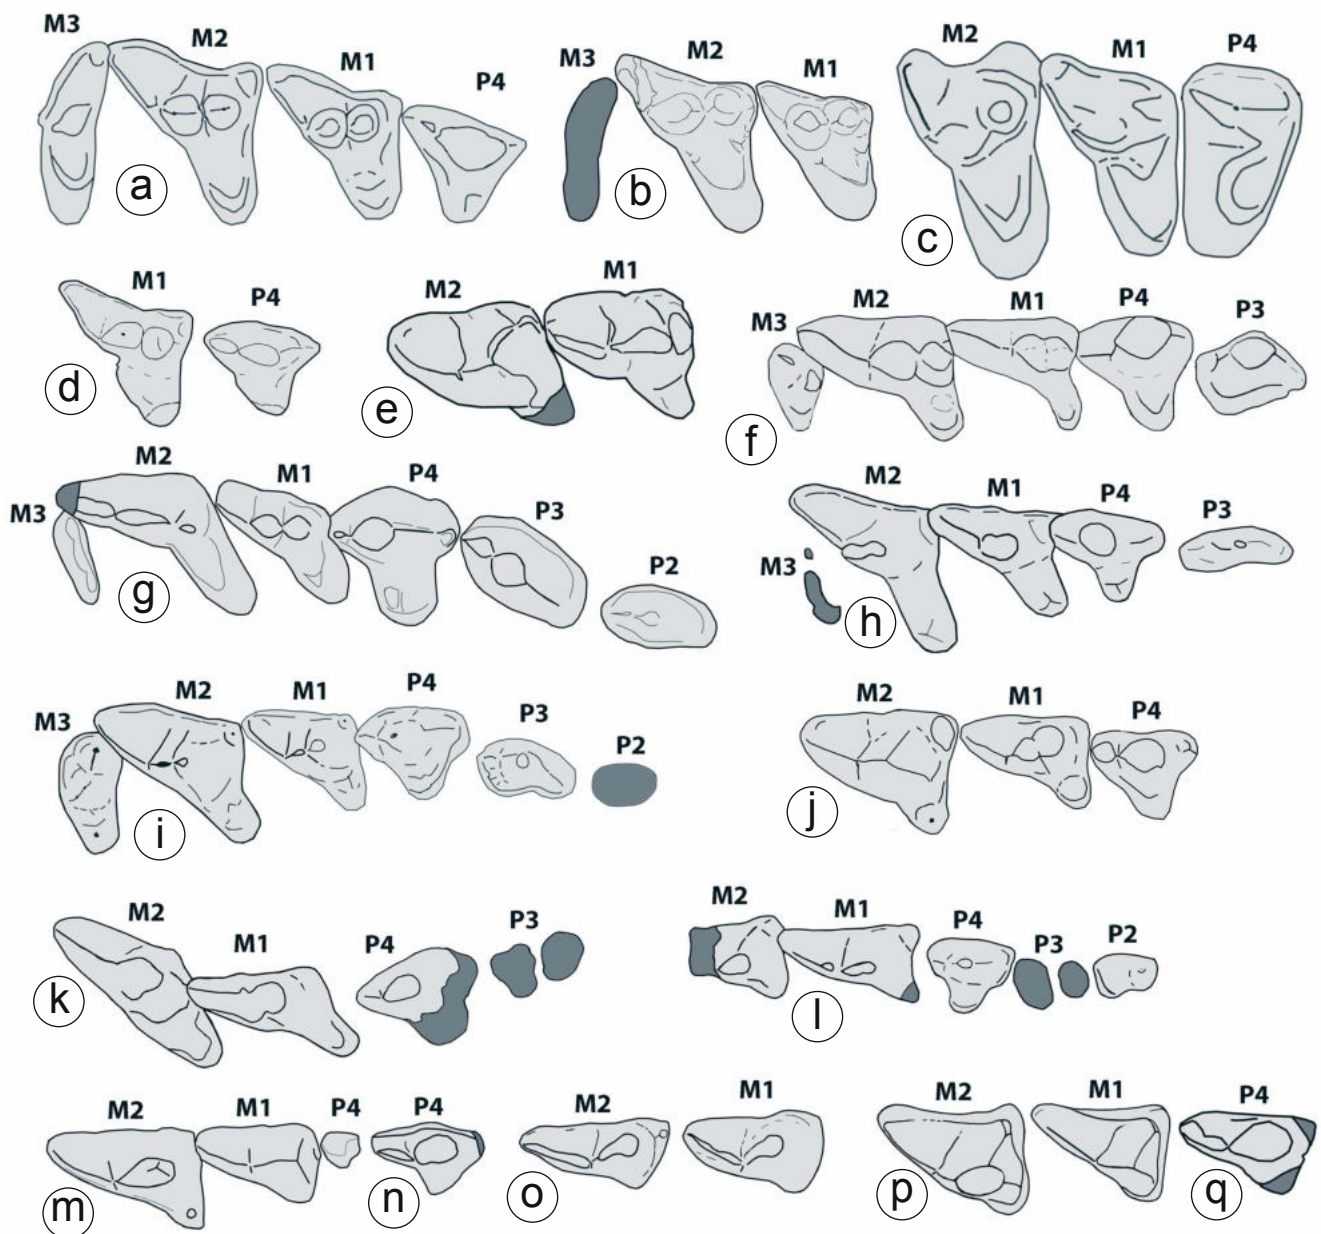 M3 M2 M1 P4
a
M3 M2 M1
b
M2 M1 P4
c
M1 P4
d
M2 M1
e
M3 M2 M1 P4 P3
f
M3 M2 M1 P4 P3 P2
g
M3 M2 M1 P4 P3
h
M3 M2 M1 P4 P3 P2
i
M2 M1 P4
j
M2 M1 P4 P3
k
M2 M1 P4 P3 P2
l
M2 M1 P4
m
P4
n
M2 M1
o
M2 M1
p
P4
q